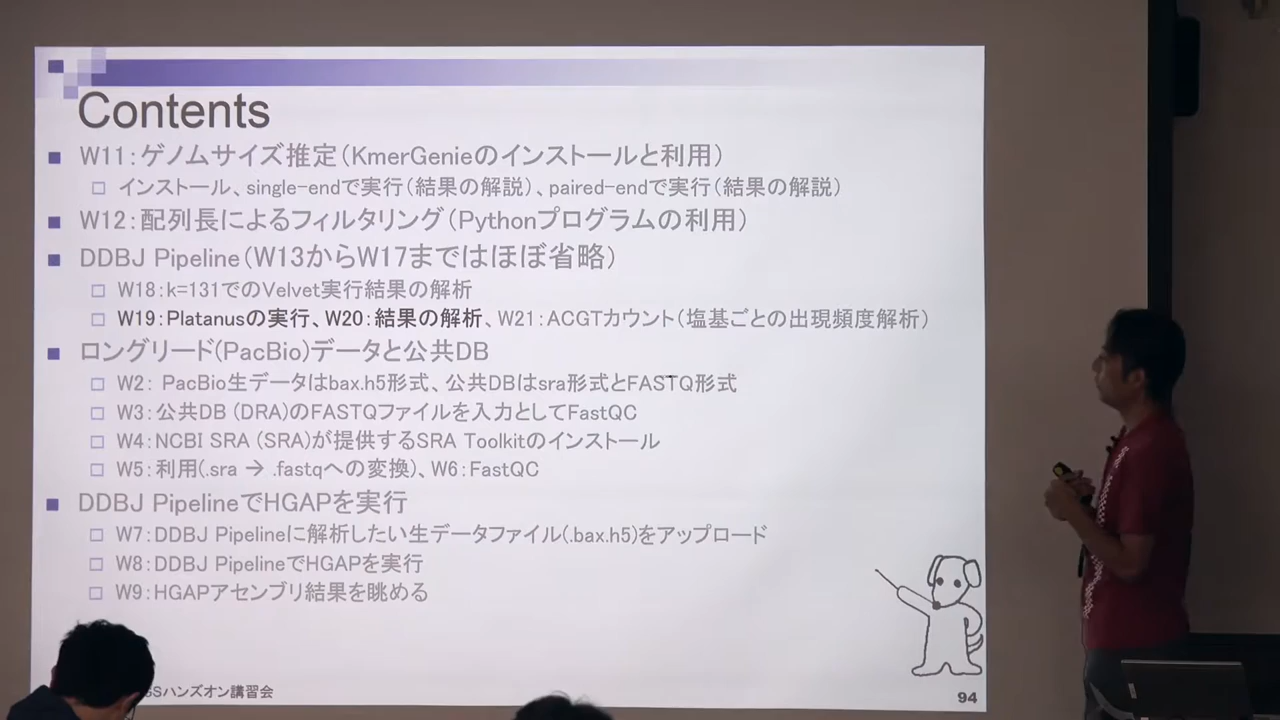 Contents
W11：ゲノムサイズ推定（KmerGenieのインストールと利用）
インストール、single-endで実行（結果の解説）、paired-endで実行（結果の解説）
W12：配列長によるフィルタリング（Pythonプログラムの利用）
DDBJ Pipeline（W13からW17まではほぼ省略）
W18：k=131でのVelvet実行結果の解析
W19：Platanusの実行、W20：結果の解析、W21：ACGTカウント（塩基ごとの出現頻度解析）
ロングリード(PacBio)データと公共DB
W2： PacBio生データはbax.h5形式、公共DBはsra形式とFASTQ形式
W3：公共DB (DRA)のFASTQファイルを入力としてFastQC
W4：NCBI SRA (SRA)が提供するSRA Toolkitのインストール
W5：利用(.sra → .fastqへの変換)、W6：FastQC
DDBJ PipelineでHGAPを実行
W7：DDBJ Pipelineに解析したい生データファイル(.bax.h5)をアップロード
W8：DDBJ PipelineでHGAPを実行
W9：HGAPアセンブリ結果を眺める
GSハンズオン講習会
94